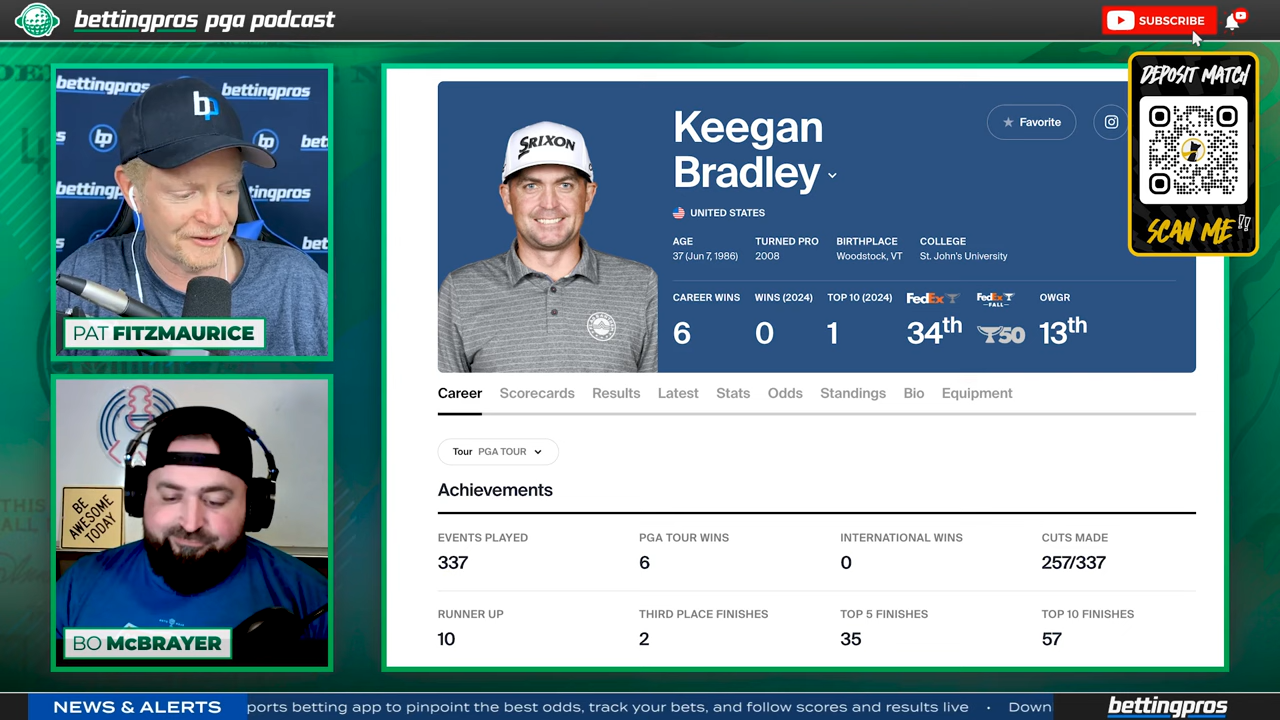 bettingpros pga podcast
SUBSCRIBE
DEPOSIT MATCH
SCAN ME !!
bettingpros
bettingpros
bp
bp
bp
bet
bettingpros
tingpros
bet
PAT FITZMAURICE
BE
AWESOME
TODAY
BO McBRAYER
SRIXON
Keegan
Bradley
Favorite
UNITED STATES
AGE
TURNED PRO
BIRTHPLACE
COLLEGE
37 (Jun 7, 1986)
2008
Woodstock, VT
St. John's University
CAREER WINS
WINS (2024)
TOP 10 (2024)
FedEx
FedEx
FALL
OWGR
6
0
1
34th
50
13th
Career
Scorecards
Results
Latest
Stats
Odds
Standings
Bio
Equipment
Tour PGA TOUR
Achievements
EVENTS PLAYED
PGA TOUR WINS
INTERNATIONAL WINS
CUTS MADE
337
6
0
257/337
RUNNER UP
THIRD PLACE FINISHES
TOP 5 FINISHES
TOP 10 FINISHES
10
2
35
57
NEWS & ALERTS
ports betting app to pinpoint the best odds, track your bets, and follow scores and results live • Down
bettingpros